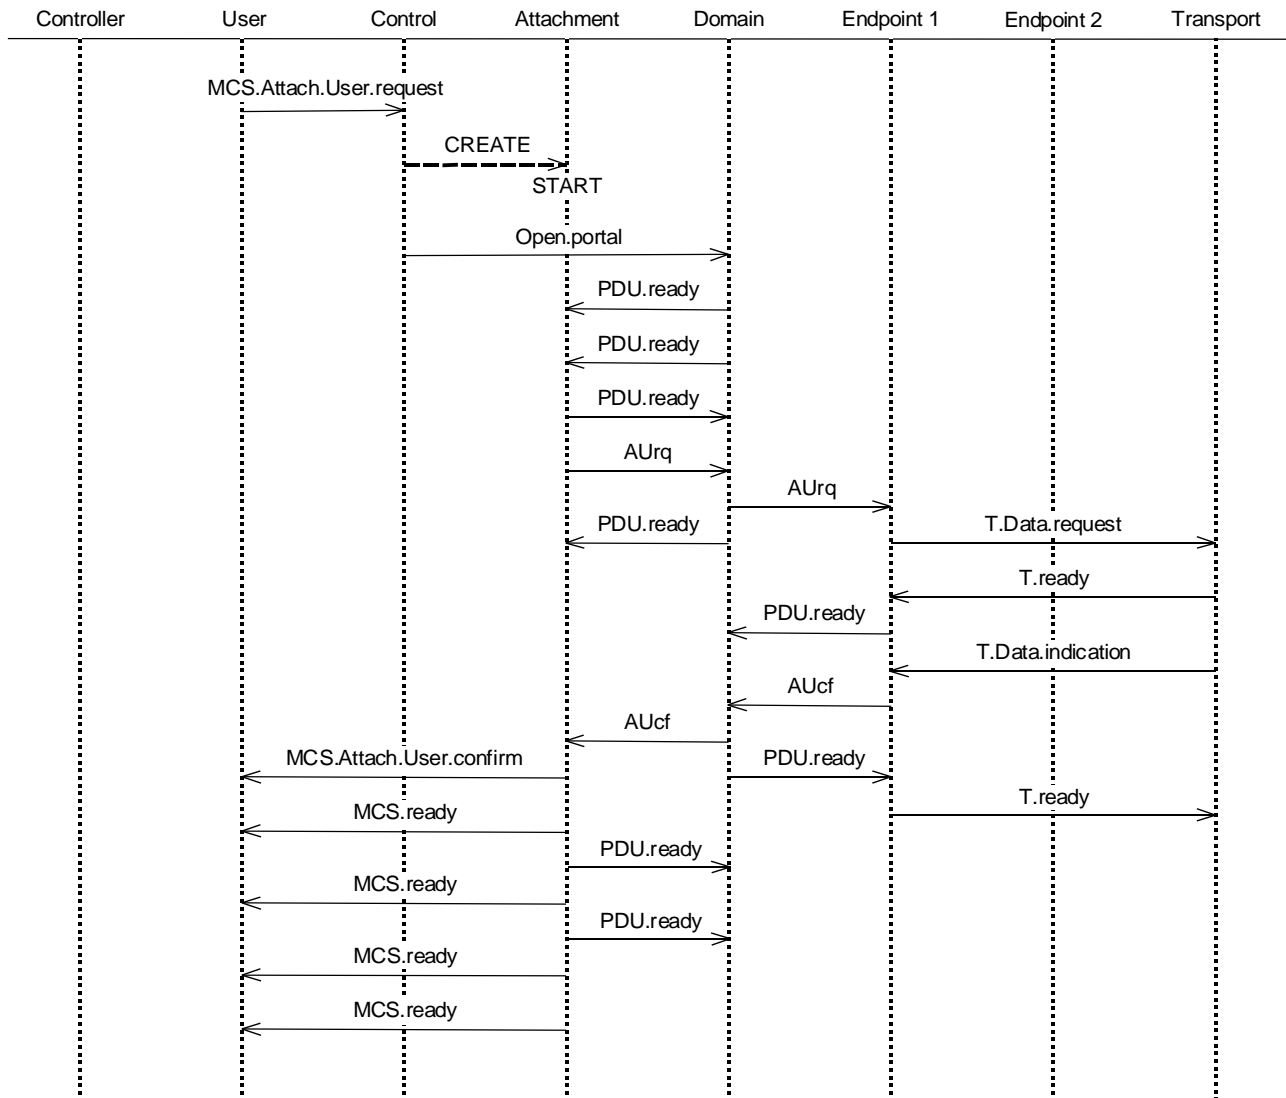 Controller User Control Attachment Domain Endpoint 1 Endpoint 2 Transport
MCS.Attach.User.request
CREATE
START
Open.portal
PDU.ready
PDU.ready
PDU.ready
AUrq
AUrq
PDU.ready T.Data.request
T.ready
PDU.ready
T.Data.indication
AUcf
AUcf
MCS.Attach.User.confirm PDU.ready
T.ready
MCS.ready
PDU.ready
MCS.ready
PDU.ready
MCS.ready
MCS.ready